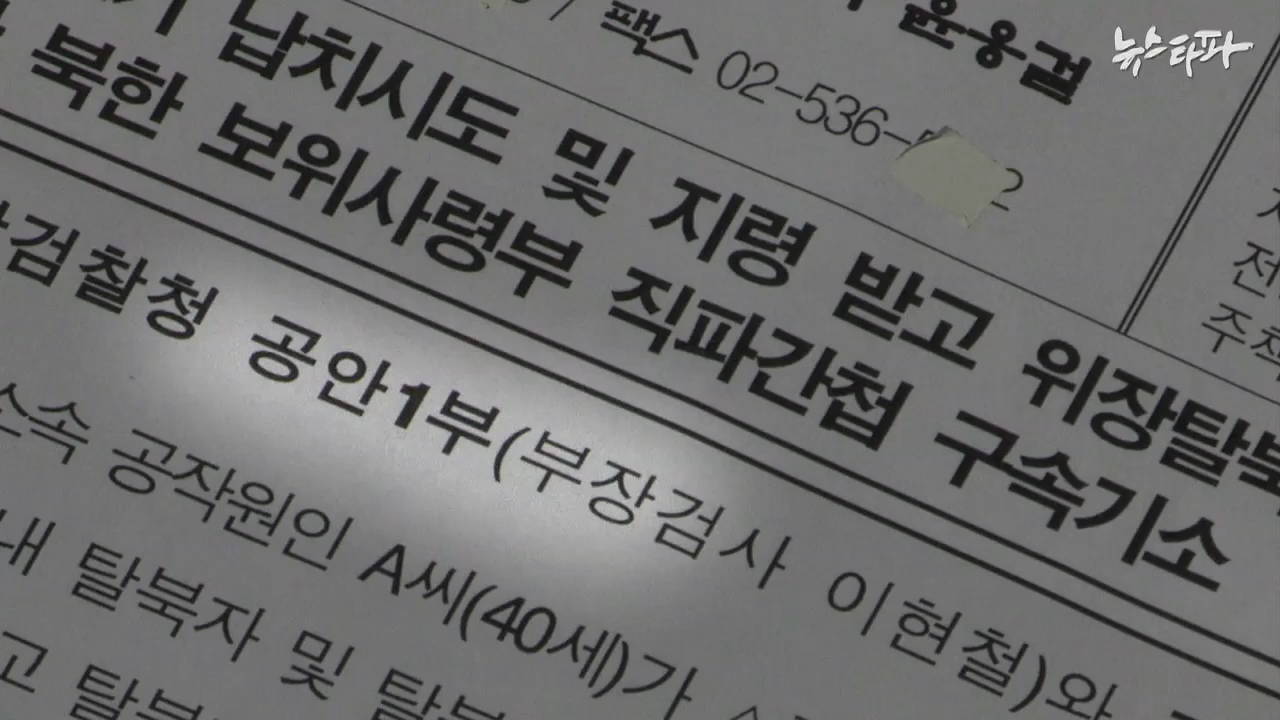 뉴스타파
윤웅걸
팩스 02-536-
납치시도 및 지령 받고 위장탈북
북한 보위사령부 직파간첩 구속기소
검찰청 공안1부(부장검사 이현철)와
소속 공작원인 A씨(40세)가
내 탈북자 및 탈북
고 탈북